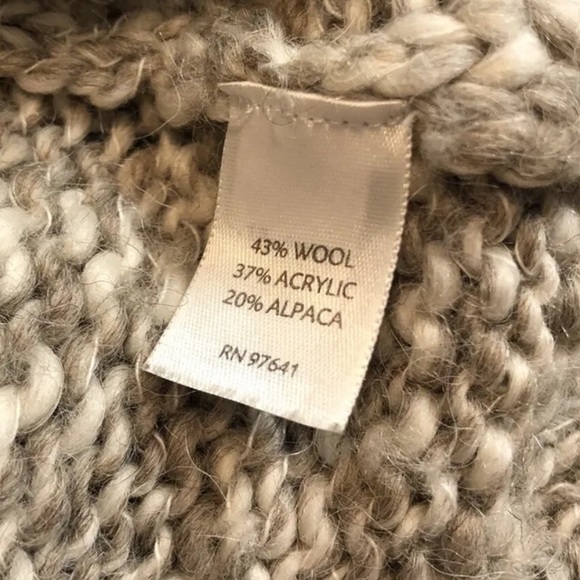 43% WOOL
37% ACRYLIC
20% ALPACA
RN 97641